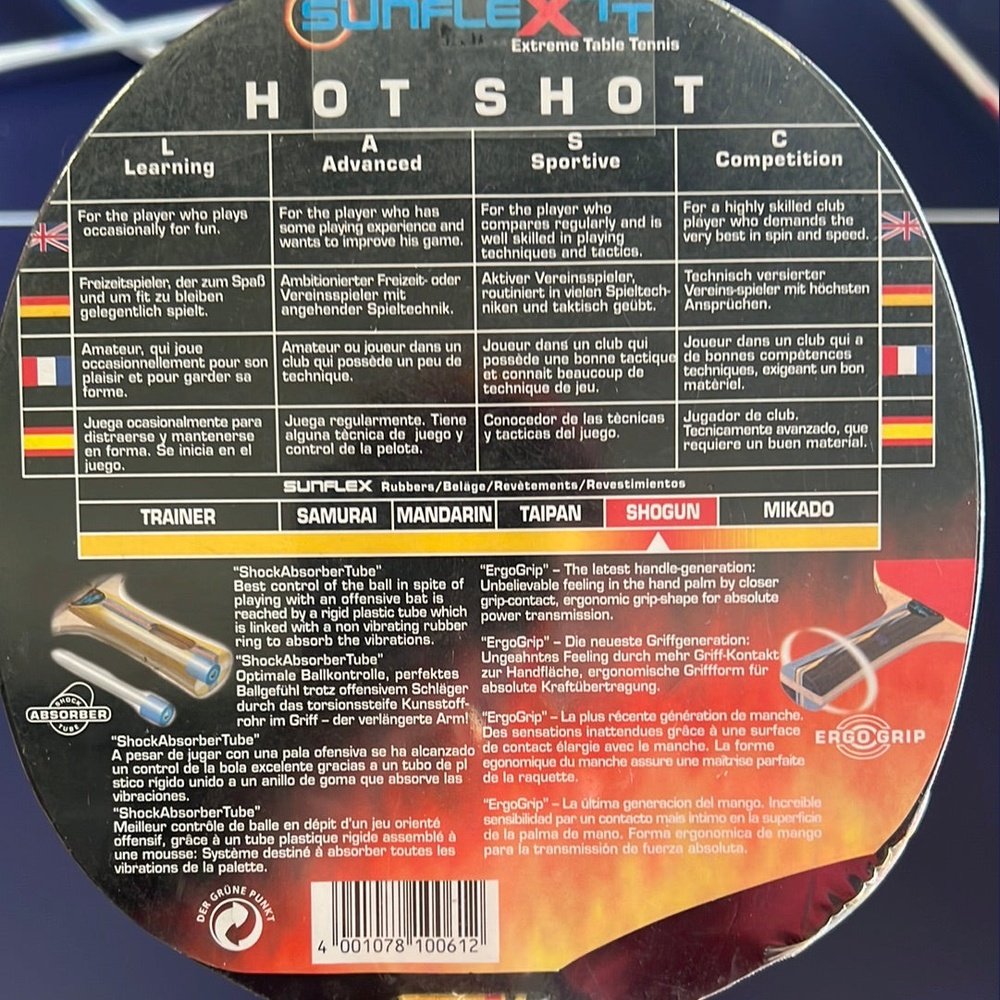 SUNFLEX TT
Extreme Table Tennis
HOT SHOT
L
Learning
A
Advanced
S
Sportive
C
Competition
For the player who plays
occasionally for fun.
For the player who has
some playing experience and
wants to improve his game.
For the player who
compares regularly and is
well skilled in playing
techniques and tactics.
For a highly skilled club
player who demands the
very best in spin and speed.
Freizeitspieler, der zum Spaß
und um fit zu bleiben
gelegentlich spielt.
Ambitionierter Freizeit- oder
Vereinsspieler mit
angehender Spieltechnik.
Aktiver Vereinsspieler,
routiniert in vielen Spieltech-
niken und taktisch geübt.
Technisch versierter
Vereins-spieler mit höchsten
Ansprüchen.
Amateur, qui joue
occasionnellement pour son
plaisir et pour garder sa
forme.
Amateur ou joueur dans un
club qui possède un peu de
technique.
Joueur dans un club qui
possède une bonne tactique
et connait beaucoup de
technique de jeu.
Joueur dans un club qui a
de bonnes compètences
techniques, exigeant un bon
matèriel.
Juega ocasionalmente para
distraerse y mantenerse
en forma. Se inicia en el
juego.
Juega regularmente. Tiene
alguna tècnica de juego y
control de la pelota.
Conocedor de las tècnicas
y tacticas del juego.
Jugador de club.
Tecnicamente avanzado, que
requiere un buen material.
SUNFLEX Rubbers/Beläge/Revètements/Revestimientos
TRAINER
SAMURAI
MANDARIN
TAIPAN
SHOGUN
MIKADO
"ShockAbsorberTube"
Best control of the ball in spite of
playing with an offensive bat is
reached by a rigid plastic tube which
is linked with a non vibrating rubber
ring to absorb the vibrations.
"ShockAbsorberTube"
Optimale Ballkontrolle, perfektes
Ballgefühl trotz offensivem Schläger
durch das torsionssteife Kunsstoff-
rohr im Griff – der verlängerte Arm!
"ShockAbsorberTube"
A pesar de jugar con una pala ofensiva se ha alcanzado
un control de la bola excelente gracias a un tubo de pl
stico rígido unido a un anillo de goma que absorve las
vibraciones.
"ShockAbsorberTube"
Meilleur contrôle de balle en dépit d'un jeu orienté
offensif, grâce à un tube plastique rigide assemblé à
une mousse: Système destiné à absorber toutes les
vibrations de la palette.
SHOCK
ABSORBER
TUBE
"ErgoGrip" – The latest handle-generation:
Unbelievable feeling in the hand palm by closer
grip-contact, ergonomic grip-shape for absolute
power transmission.
"ErgoGrip" – Die neueste Griffgeneration:
Ungeahntes Feeling durch mehr Griff-Kontakt
zur Handfläche, ergonomische Griffform für
absolute Kraftübertragung.
"ErgoGrip" – La plus récente génération de manche.
Des sensations inattendues grâce à une surface
de contact élargie avec le manche. La forme
egonomique du manche assure une maîtrise parfaite
de la raquette.
"ErgoGrip" – La última generacion del mango. Increible
sensibilidad par un contacto mais intimo en la superficie
de la palma de mano. Forma ergonomica de mango
para la transmisión de fuerza absoluta.
ERGO GRIP
DER GRÜNE PUNKT
4 001078 100612